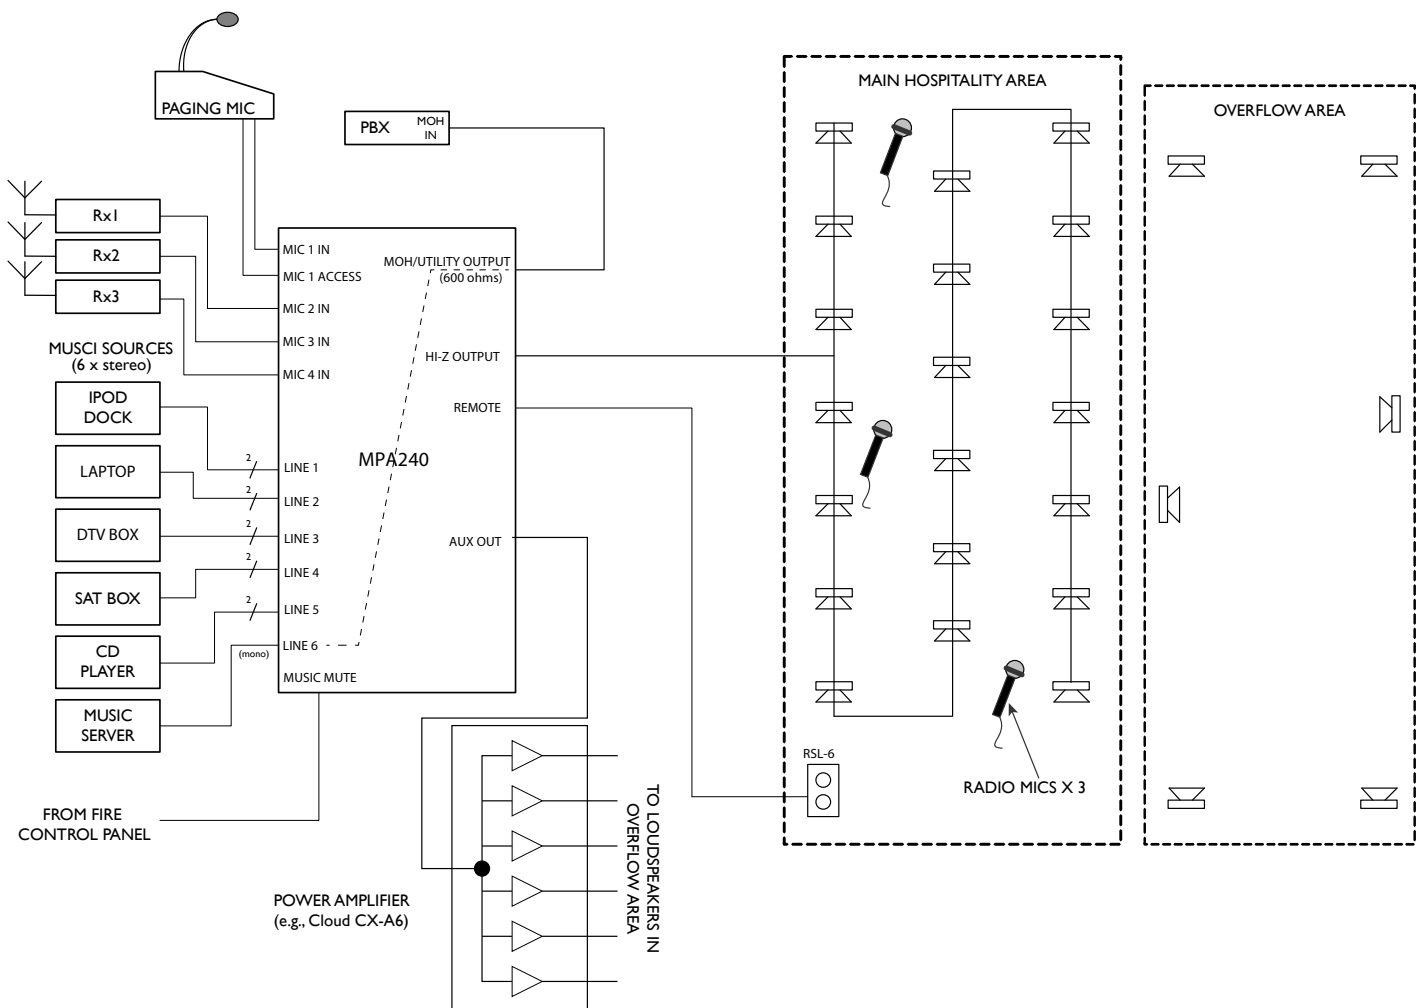 PAGING MIC
PBX
MOH
IN
Rx1
Rx2
Rx3
MUSCI SOURCES
(6 x stereo)
IPOD
DOCK
LAPTOP
DTV BOX
SAT BOX
CD
PLAYER
MUSIC
SERVER
FROM FIRE
CONTROL PANEL
2
2
2
2
2
(mono)
MIC 1 IN
MIC 1 ACCESS
MIC 2 IN
MIC 3 IN
MIC 4 IN
LINE 1
LINE 2
LINE 3
LINE 4
LINE 5
LINE 6
MUSIC MUTE
MPA240
MOH/UTILITY OUTPUT
(600 ohms)
HI-Z OUTPUT
REMOTE
AUX OUT
POWER AMPLIFIER
(e.g., Cloud CX-A6)
TO LOUDSPEAKERS IN
OVERFLOW AREA
MAIN HOSPITALITY AREA
RSL-6
RADIO MICS X 3
OVERFLOW AREA